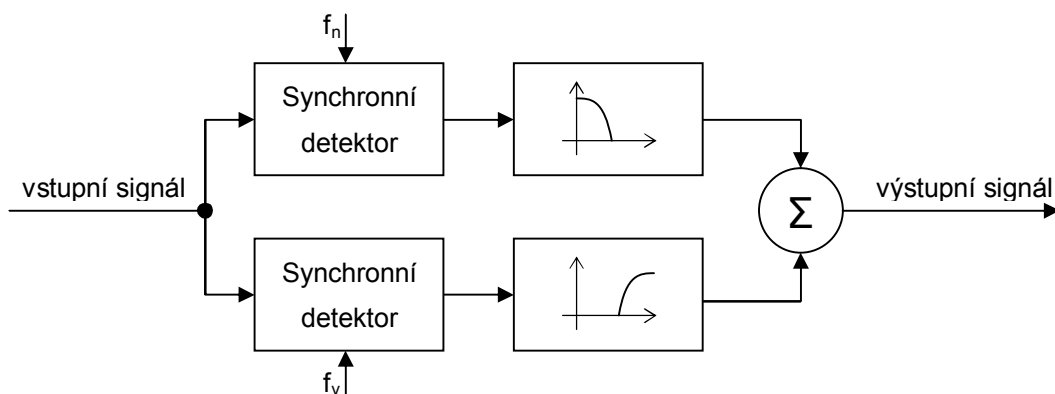 fn
Synchronní
detektor
vstupní signál
Σ
výstupní signál
Synchronní
detektor
fv